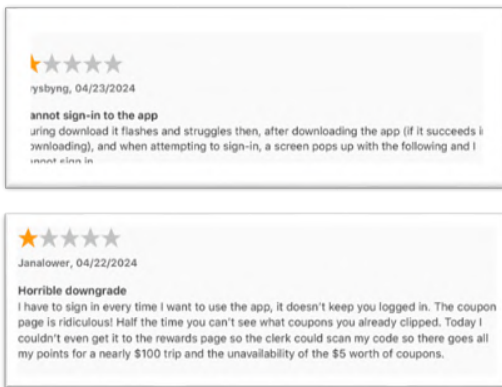 ysbyng, 04/23/2024
annot sign-in to the app
uring download it flashes and struggles then, after downloading the app (if it succeeds i
ownloading), and when attempting to sign-in, a screen pops up with the following and I
annot sign in
Janalower, 04/22/2024
Horrible downgrade
I have to sign in every time I want to use the app, it doesn't keep you logged in. The coupon
page is ridiculous! Half the time you can't see what coupons you already clipped. Today I
couldn't even get it to the rewards page so the clerk could scan my code so there goes all
my points for a nearly $100 trip and the unavailability of the $5 worth of coupons.